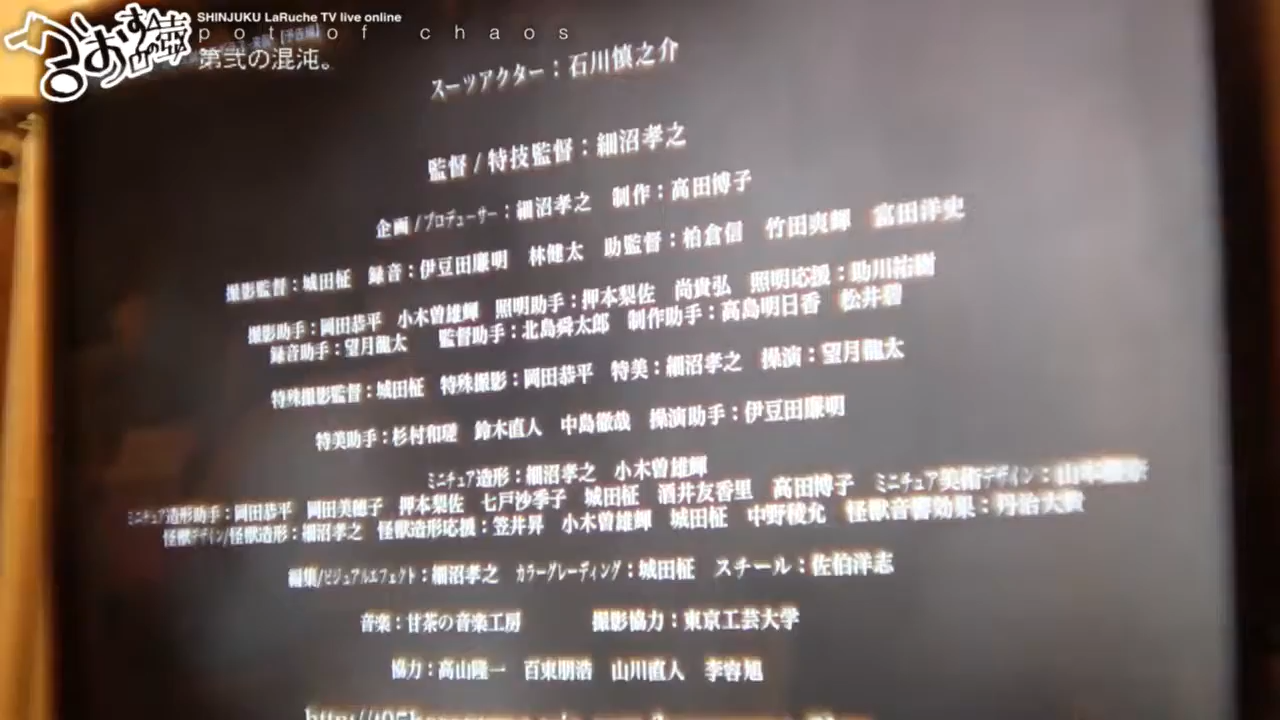 SHINJUKU LaRuche TV live online
pot of chaos
第弐の混沌。
スーツアクター：石川慎之介
監督 / 特技監督：細沼孝之
企画 /プロデューサー：細沼孝之 制作：高田博子
撮影監督：城田柾 録音：伊豆田廉明 林健太 助監督：柏倉信 竹田爽輝 富田洋史
撮影助手：岡田恭平 小木曽雄輝 照明助手：押本梨佐 尚貴弘 照明応援：助川祐樹
録音助手：望月龍太 監督助手：北島舜太郎 制作助手：高島明日香 松井碧
特殊撮影監督：城田柾 特殊撮影：岡田恭平 特美：細沼孝之 操演：望月龍太
特美助手：杉村和瑳 鈴木直人 中島徹哉 操演助手：伊豆田廉明
ミニチュア造形：細沼孝之 小木曽雄輝
ミニチュア造形助手：岡田恭平 岡田美穂子 押本梨佐 七戸沙季子 城田柾 酒井友香里 高田博子 ミニチュア美術デザイン：
怪獣デザイン/怪獣造形：細沼孝之 怪獣造形応援：笠井昇 小木曽雄輝 城田柾 中野稜允 怪獣音響効果：丹治大貴
編集/ビジュアルエフェクト：細沼孝之 カラーグレーディング：城田柾 スチール：佐伯洋志
音楽：甘茶の音楽工房 撮影協力：東京工芸大学
協力：高山隆一 百東朋浩 山川直人 李容旭